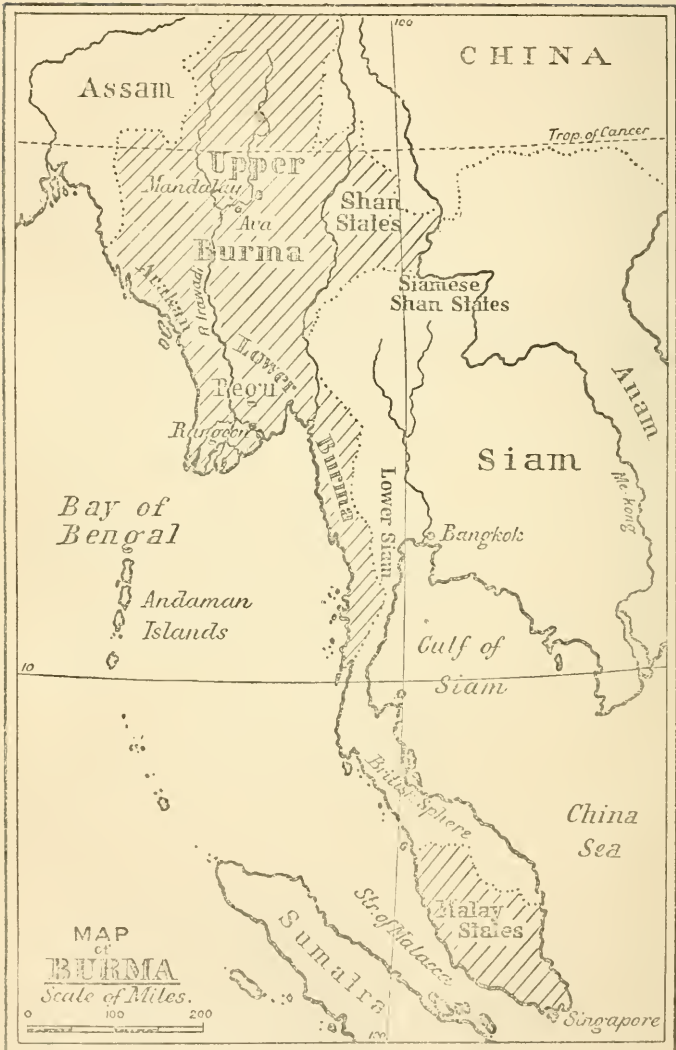 100
CHINA
Assam
Trop. of Cancer
Upper
Mandalay
Shan
States
Ava
Burma
Arakan
R Irawadi
Siamese
Shan States
Lower
Pegu
Anam
Rangoon
Burma
Siam
Lower Siam
Me-Kong
Bay of
Bengal
Bangkok
Andaman
Islands
Gulf of
Siam
10
British Sphere
China
Sea
Malay
States
Str. of Malacca
Sumatra
MAP
of
BURMA
Scale of Miles.
0 100 200
100
Singapore